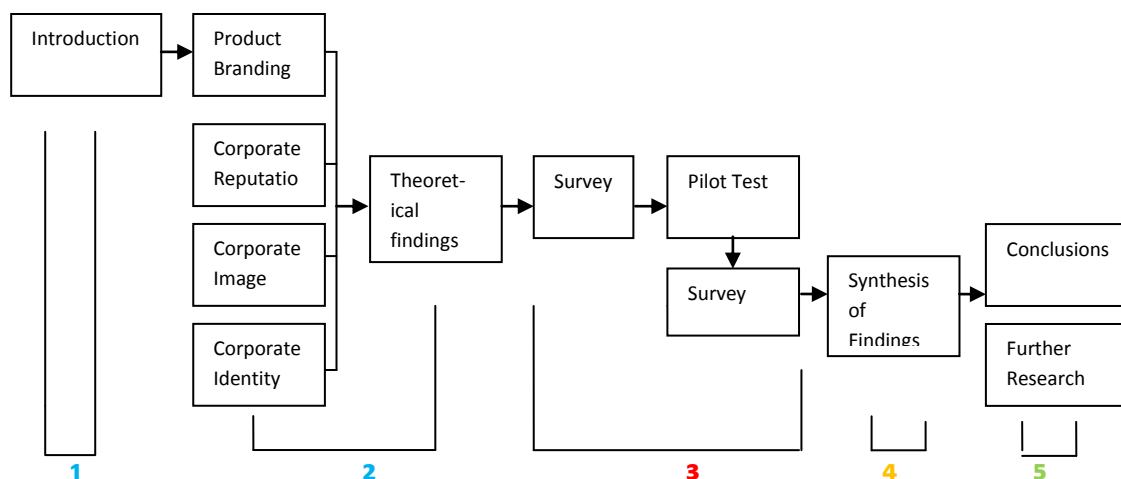 Introduction
Product
Branding
Corporate
Reputatio
Corporate
Image
Corporate
Identity
Theoret-
ical
findings
Survey
Pilot Test
Survey
Synthesis
of
Findings
Conclusions
Further
Research
1
2
3
4
5